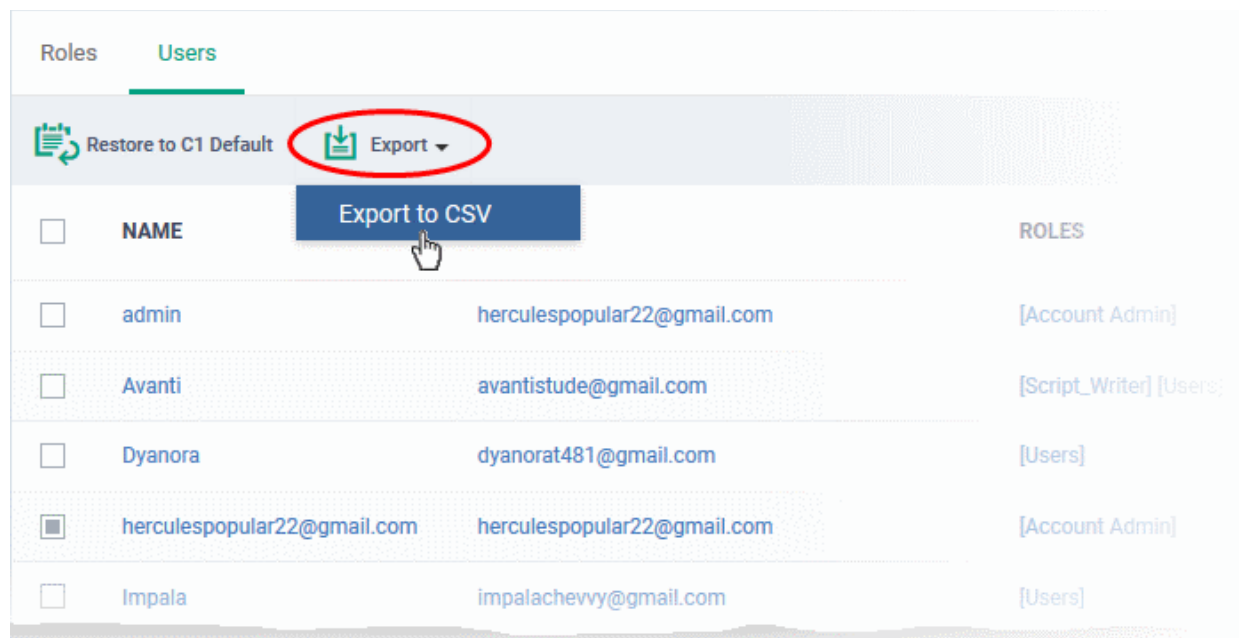 Roles Users
Restore to C1 Default Export
Export to CSV
NAME ROLES
admin herculespopular22@gmail.com [Account Admin]
Avanti avantistude@gmail.com [Script_Writer] [Users]
Dyanora dyanorat481@gmail.com [Users]
herculespopular22@gmail.com herculespopular22@gmail.com [Account Admin]
Impala impalachevvy@gmail.com [Users]